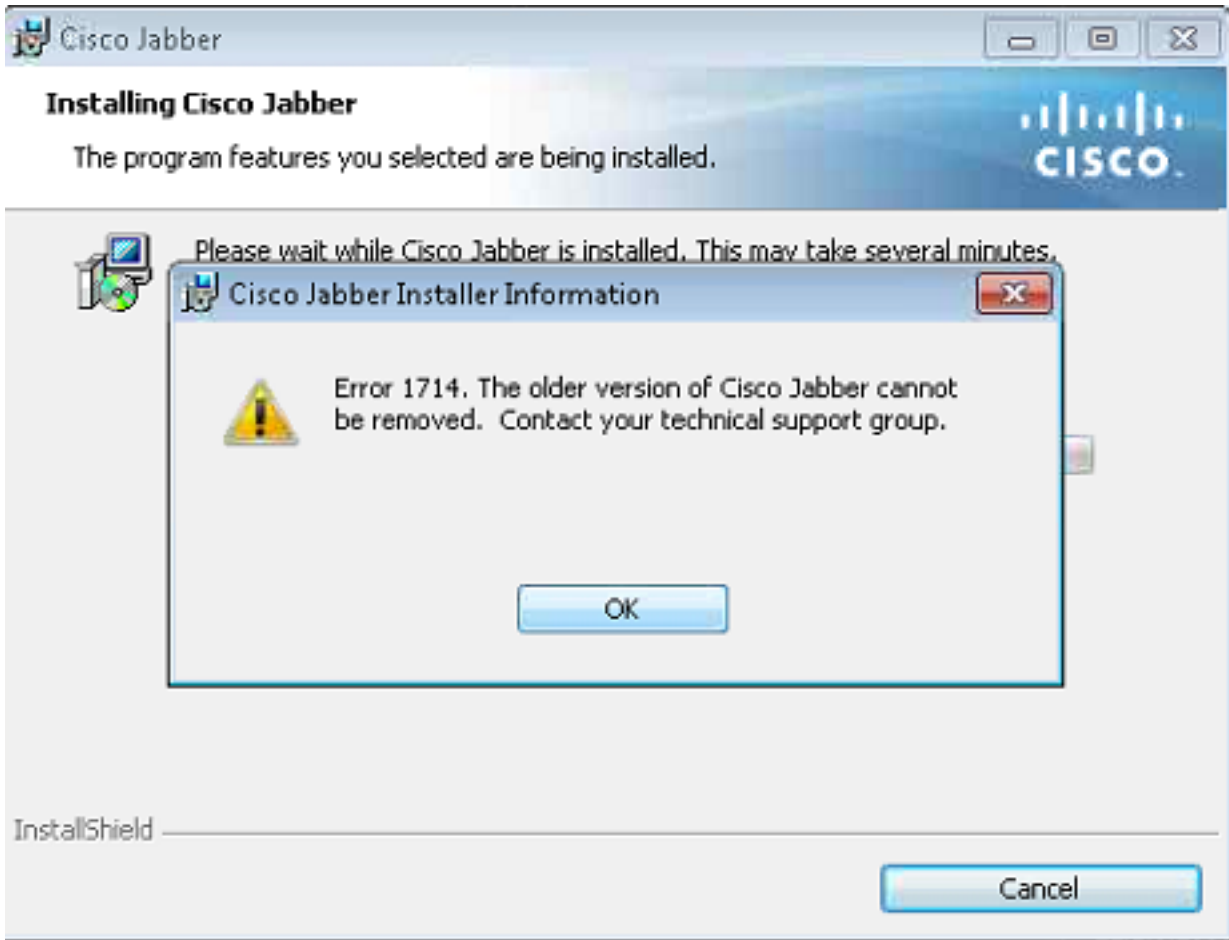 Cisco Jabber
Installing Cisco Jabber
The program features you selected are being installed.
CISCO.
Please wait while Cisco Jabber is installed. This may take several minutes.
Cisco Jabber Installer Information
Error 1714. The older version of Cisco Jabber cannot
be removed.  Contact your technical support group.
OK
InstallShield
Cancel